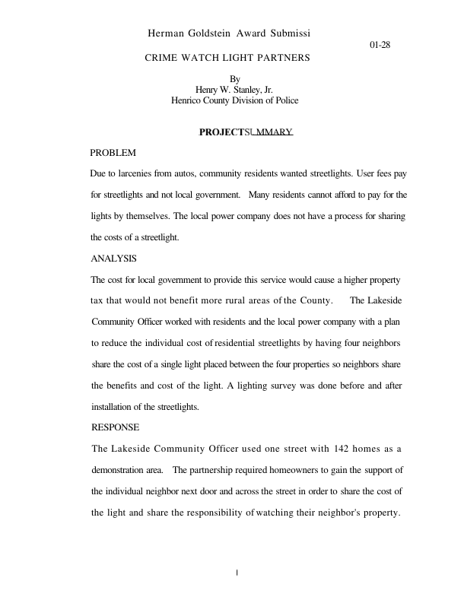 Herman Goldstein Award Submissi
01-28
CRIME WATCH LIGHT PARTNERS
By
Henry W. Stanley, Jr.
Henrico County Division of Police
PROJECT SUMMARY
PROBLEM
Due to larcenies from autos, community residents wanted streetlights. User fees pay
for streetlights and not local government. Many residents cannot afford to pay for the
lights by themselves. The local power company does not have a process for sharing
the costs of a streetlight.
ANALYSIS
The cost for local government to provide this service would cause a higher property
tax that would not benefit more rural areas of the County. The Lakeside
Community Officer worked with residents and the local power company with a plan
to reduce the individual cost of residential streetlights by having four neighbors
share the cost of a single light placed between the four properties so neighbors share
the benefits and cost of the light. A lighting survey was done before and after
installation of the streetlights.
RESPONSE
The Lakeside Community Officer used one street with 142 homes as a
demonstration area. The partnership required homeowners to gain the support of
the individual neighbor next door and across the street in order to share the cost of
the light and share the responsibility of watching their neighbor's property.
1